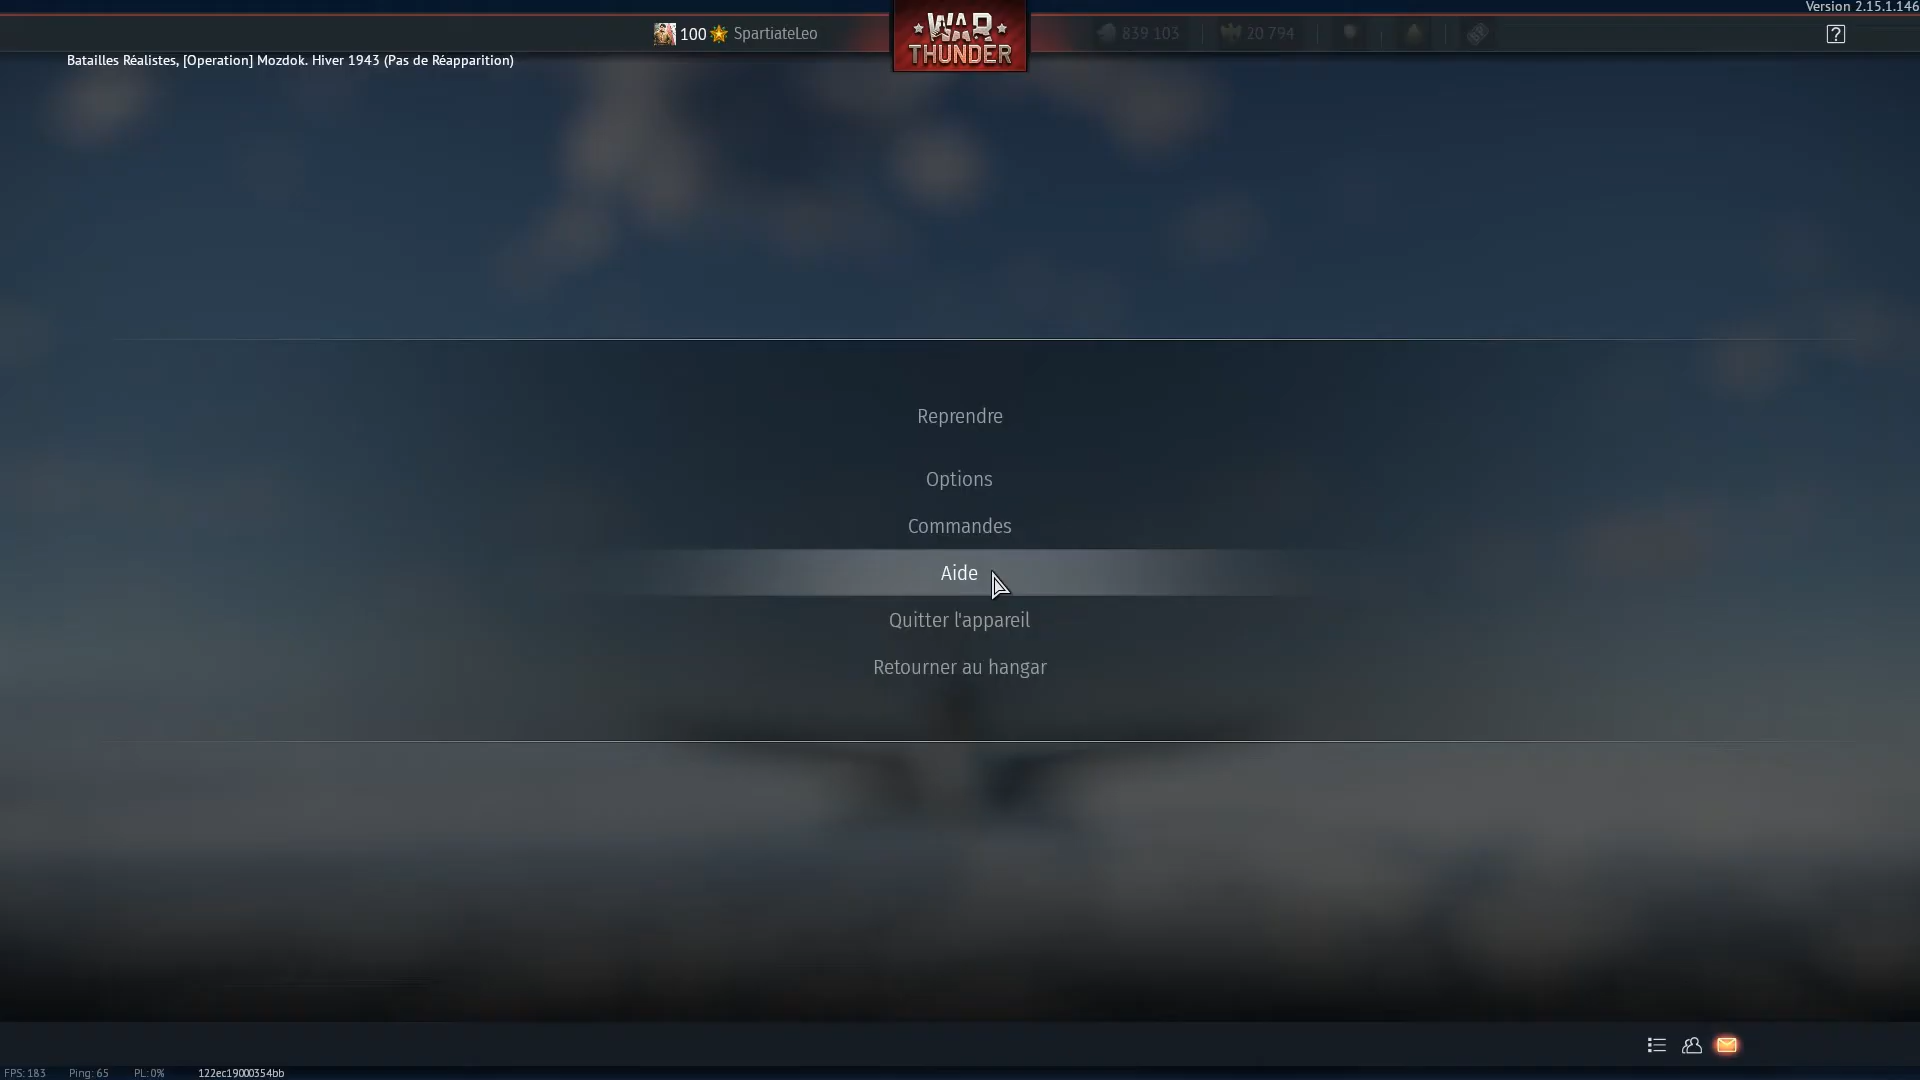 Version 2.15.1.146
100 SpartiateLeo
WAR THUNDER
839 103
20 794
?
Batailles Réalistes, [Operation] Mozdok. Hiver 1943 (Pas de Réapparition)
Reprendre
Options
Commandes
Aide
Quitter l'appareil
Retourner au hangar
FPS: 183 Ping: 65 PL: 0% 122ec19000354bb